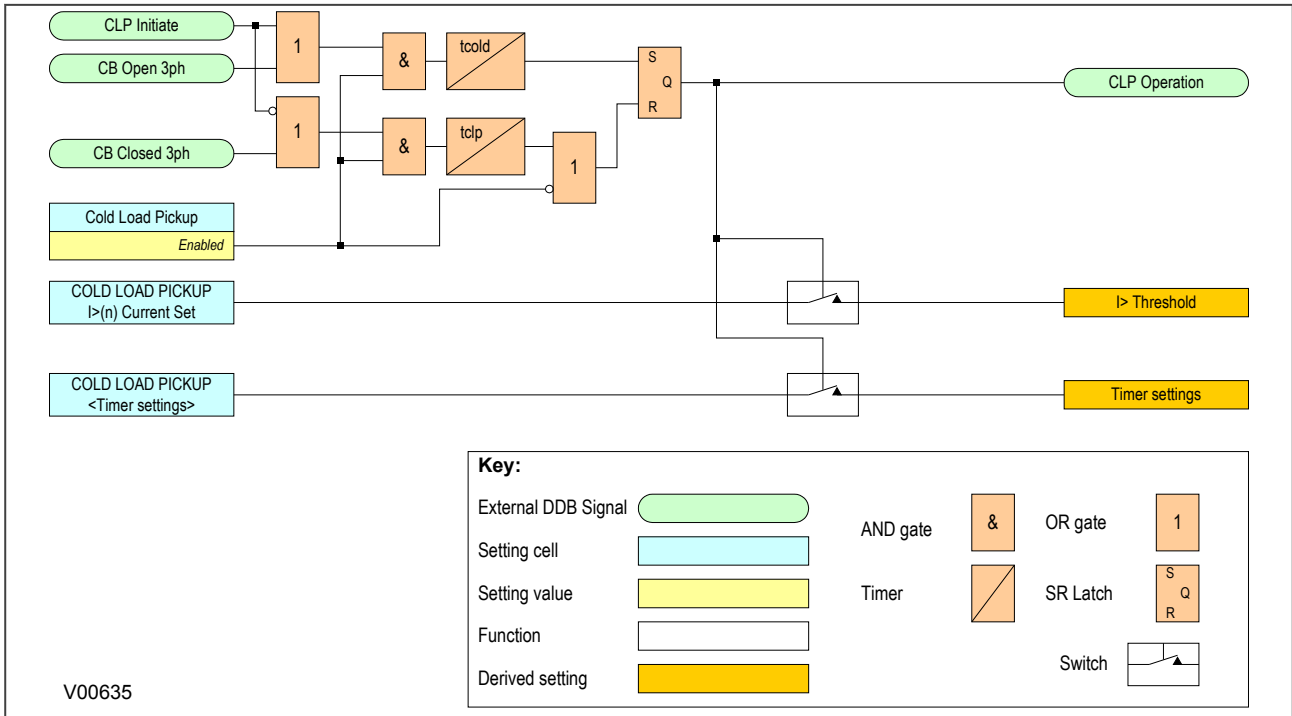 CLP Initiate
CB Open 3ph
CB Closed 3ph
1
1
&
&
tcold
tclp
1
S
Q
R
CLP Operation
Cold Load Pickup
Enabled
COLD LOAD PICKUP
I>(n) Current Set
I> Threshold
COLD LOAD PICKUP
<Timer settings>
Timer settings
Key:
External DDB Signal
Setting cell
Setting value
Function
Derived setting
AND gate
&
OR gate
1
Timer
SR Latch
S
Q
R
Switch
V00635